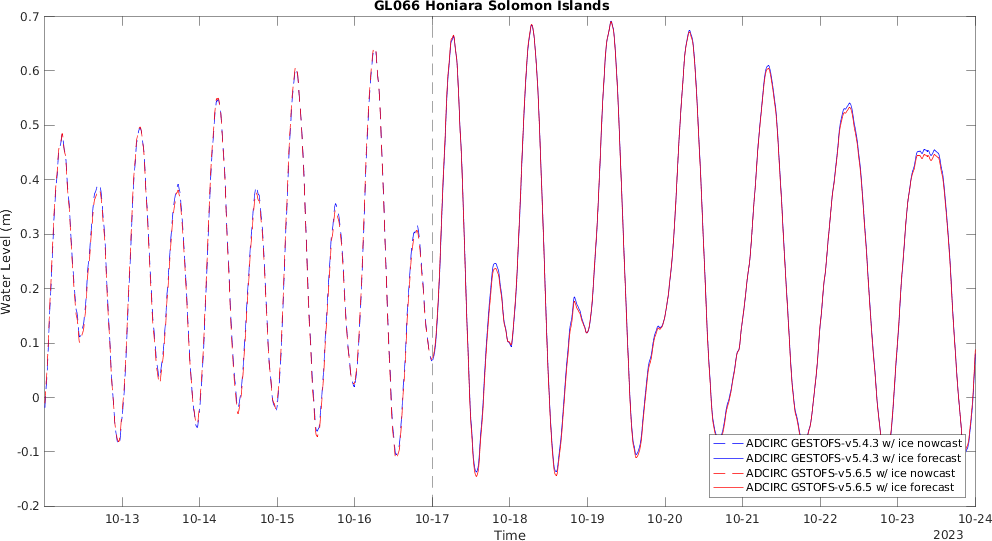 GL066 Honiara Solomon Islands
0.7
0.6
0.5
0.4
0.3
0.2
0.1
0
-0.1
-0.2
Water Level (m)
10-13 10-14 10-15 10-16 10-17 10-18 10-19 10-20 10-21 10-22 10-23 10-24
Time
2023
ADCIRC GESTOFS-v5.4.3 w/ ice nowcast
ADCIRC GESTOFS-v5.4.3 w/ ice forecast
ADCIRC GSTOFS-v5.6.5 w/ ice nowcast
ADCIRC GSTOFS-v5.6.5 w/ ice forecast